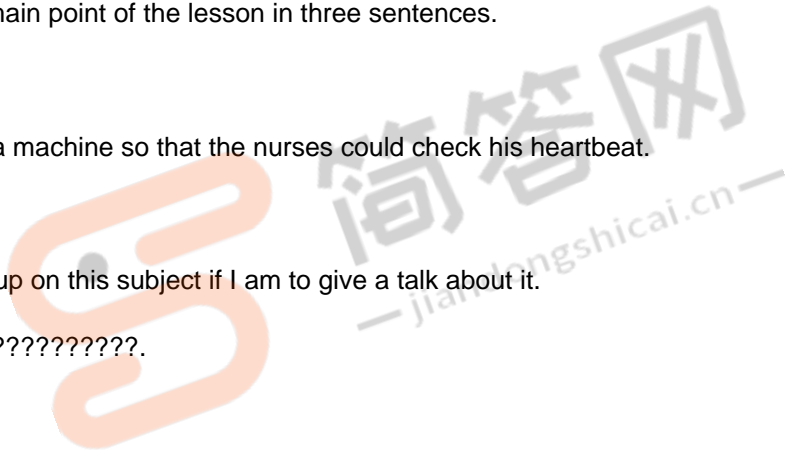 main point of the lesson in three sentences.
a machine so that the nurses could check his heartbeat.
up on this subject if I am to give a talk about it.
??????????.
简答网
jiandongshicai.cn